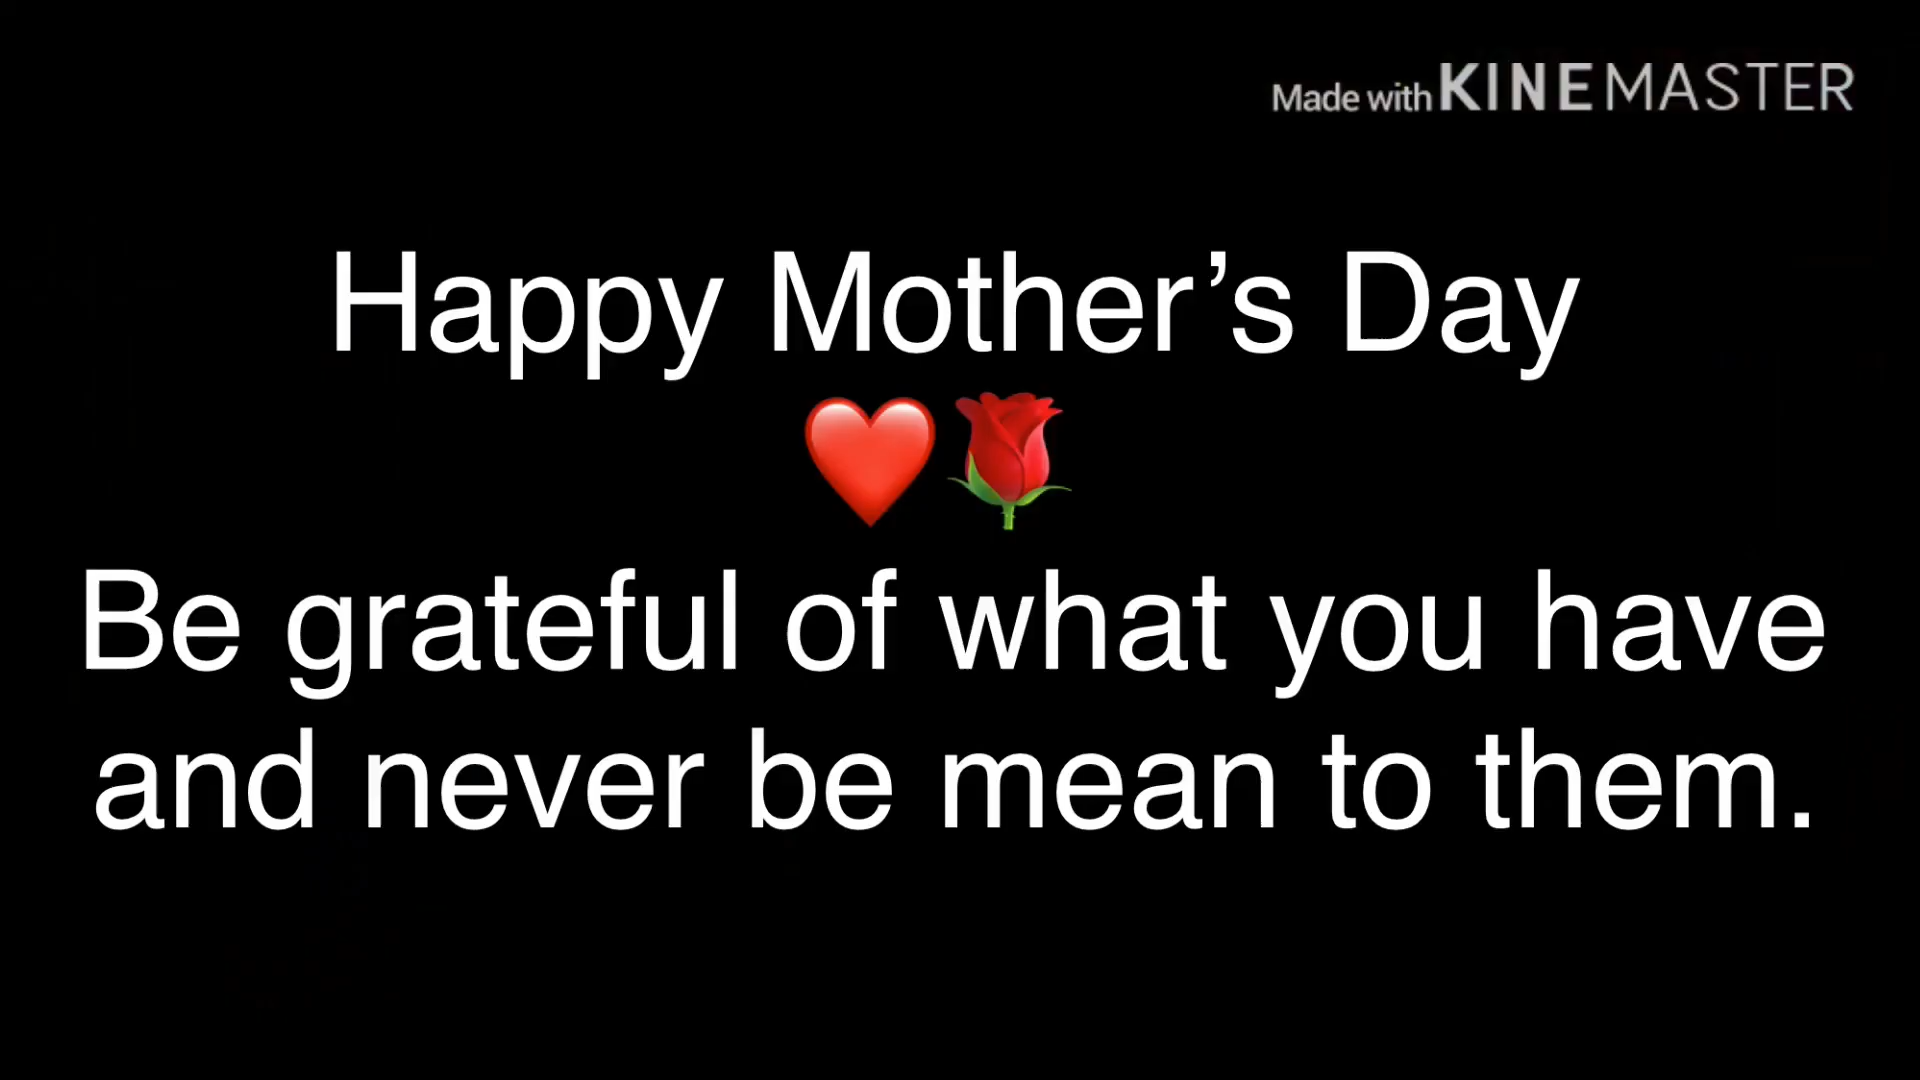 Made with KINEMASTER
Happy Mother’s Day
❤️🌹
Be grateful of what you have
and never be mean to them.